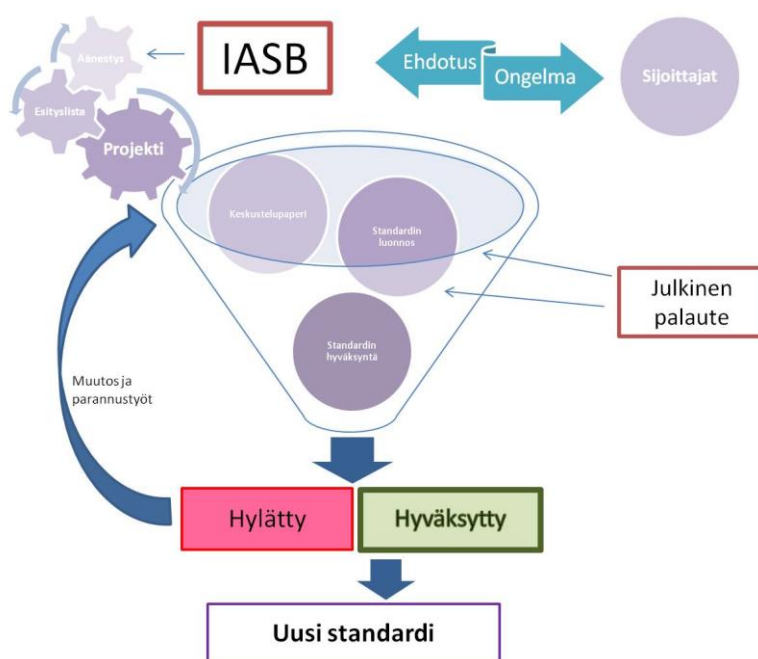 Äänestys
IASB
Ehdotus
Ongelma
Sijoittajat
Esityslista
Projekti
Keskustelupaperi
Standardin
luonnos
Julkinen
palaute
Standardin
hyväksyntä
Muutos ja
parannustyöt
Hylätty
Hyväksytty
Uusi standardi